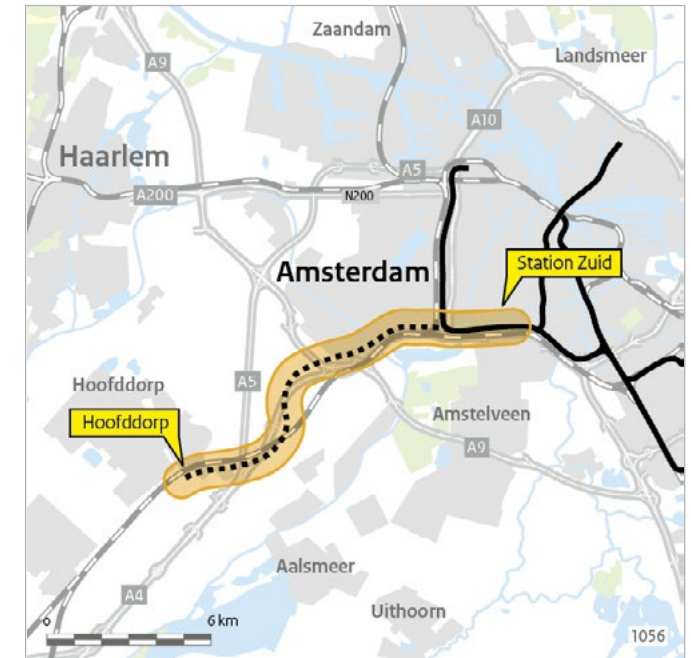 Zaandam
Landsmeer
A9
A10
Haarlem
A5
A200
N200
Station Zuid
Amsterdam
Hoofddorp
A5
Hoofddorp
Amstelveen
A9
Aalsmeer
A4
Uithoorn
0
6 km
1056